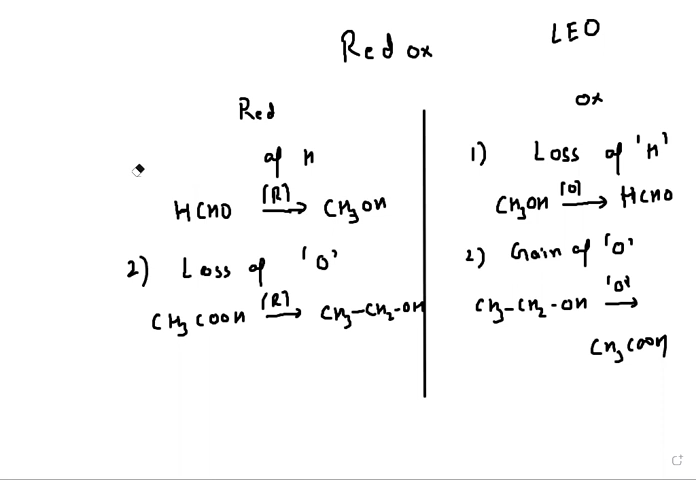 Redox
LEO
Red
of H
HCHO [R] → CH3OH
2) Loss of 'O'
CH3COOH [R] → CH3-CH2-OH
Ox
1) Loss of 'H'
CH3OH [O] → HCHO
2) Gain of 'O'
CH3-CH2-OH 'O' →
CH3COOH